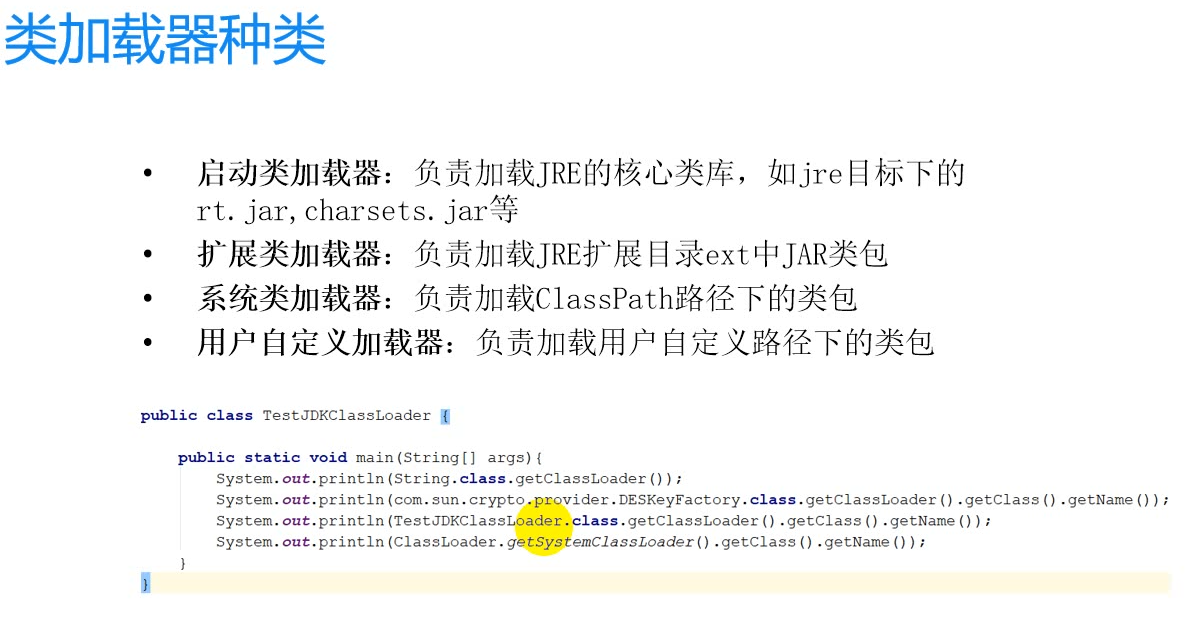 类加载器种类
• 启动类加载器：负责加载JRE的核心类库，如jre目标下的
rt.jar,charsets.jar等
• 扩展类加载器：负责加载JRE扩展目录ext中JAR类包
• 系统类加载器：负责加载ClassPath路径下的类包
• 用户自定义加载器：负责加载用户自定义路径下的类包
public class TestJDKClassLoader {
public static void main(String[] args){
System.out.println(String.class.getClassLoader());
System.out.println(com.sun.crypto.provider.DESKeyFactory.class.getClassLoader().getClass().getName());
System.out.println(TestJDKClassLoader.class.getClassLoader().getClass().getName());
System.out.println(ClassLoader.getSystemClassLoader().getClass().getName());
}
}